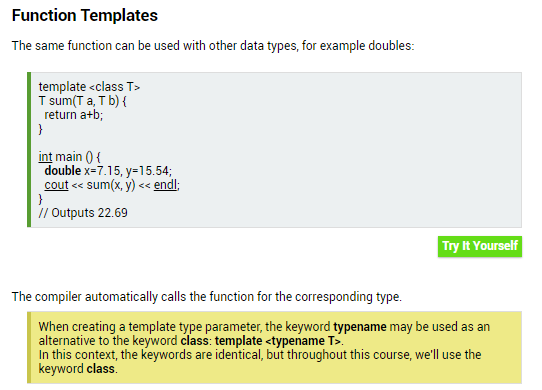 Function Templates
The same function can be used with other data types, for example doubles:
template <class T>
T sum(T a, T b) {
return a+b;
}
int main () {
double x=7.15, y=15.54;
cout << sum(x, y) << endl;
}
// Outputs 22.69
Try It Yourself
The compiler automatically calls the function for the corresponding type.
When creating a template type parameter, the keyword typename may be used as an
alternative to the keyword class: template <typename T>.
In this context, the keywords are identical, but throughout this course, we'll use the
keyword class.